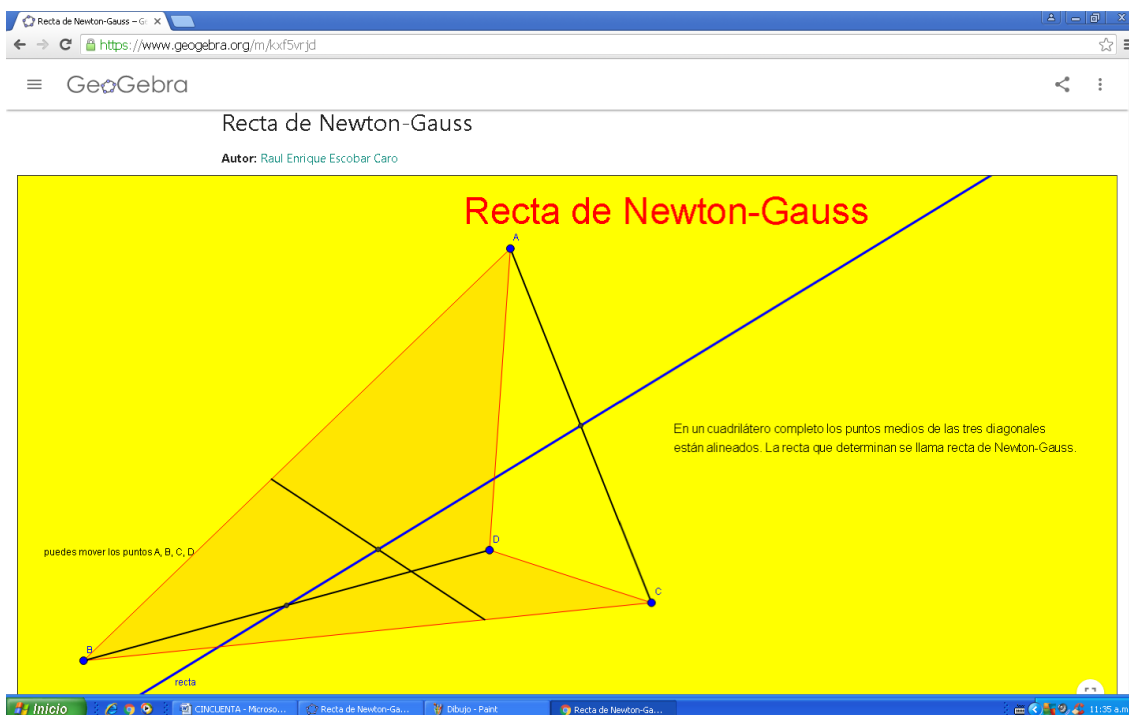 Recta de Newton-Gauss – G
https://www.geogebra.org/m/kxf5vrjd
GeoGebra
Recta de Newton-Gauss
Autor: Raul Enrique Escobar Caro
Recta de Newton-Gauss
A
En un cuadrilátero completo los puntos medios de las tres diagonales
están alineados. La recta que determinan se llama recta de Newton-Gauss.
puedes mover los puntos A, B, C, D
D
C
B
recta
Inicio
CINCUENTA - Microso...
Recta de Newton-Ga...
Dibujo - Paint
Recta de Newton-Ga...
11:35 a.m.